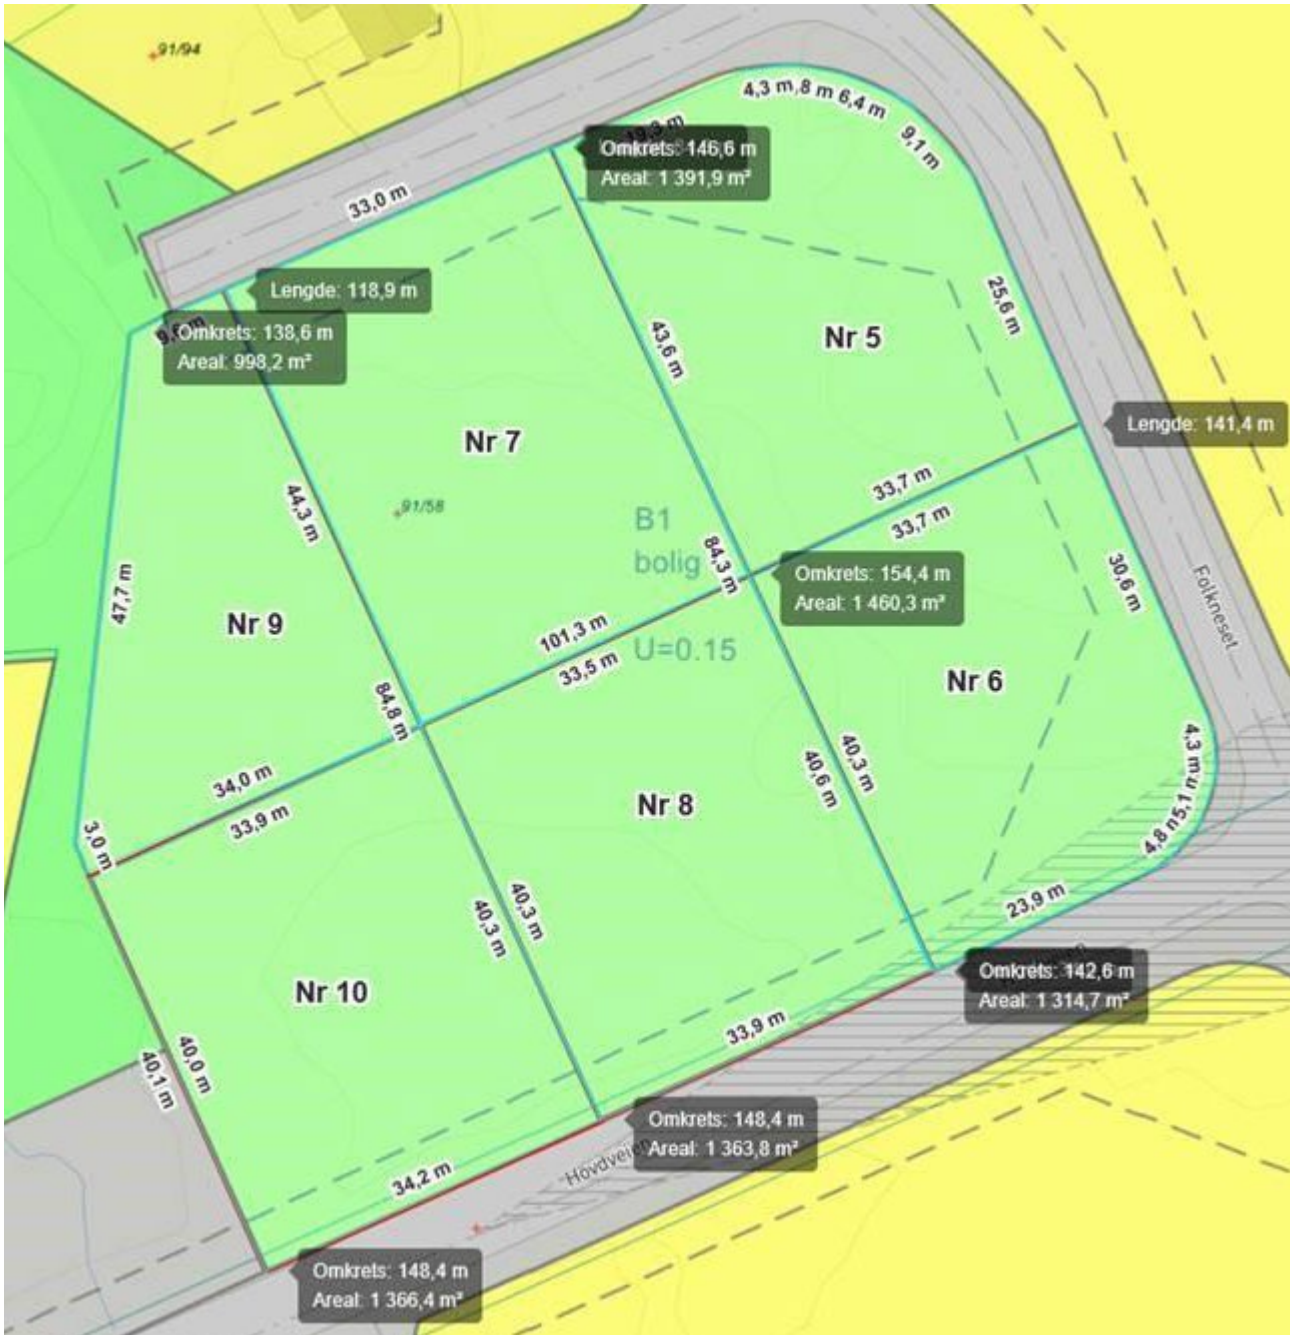 91/94
4,3 m
8 m
6,4 m
9,1 m
Omkrets: 146,6 m
Areal: 1 391,9 m²
33,0 m
Lengde: 118,9 m
Omkrets: 138,6 m
Areal: 998,2 m²
25,6 m
43,6 m
Nr 5
Lengde: 141,4 m
Nr 7
33,7 m
44,3 m
91/58
B1
bolig
33,7 m
84,3 m
Omkrets: 154,4 m
Areal: 1 460,3 m²
30,6 m
Folkneset
47,7 m
Nr 9
101,3 m
U=0.15
33,5 m
Nr 6
84,8 m
34,0 m
40,6 m
40,3 m
4,3 m
5,1 m
4,8
Nr 8
33,9 m
3,0 m
23,9 m
40,3 m
40,3 m
Omkrets: 142,6 m
Areal: 1 314,7 m²
Nr 10
33,9 m
40,0 m
40,1 m
Omkrets: 148,4 m
Areal: 1 363,8 m²
Hovdveien
34,2 m
Omkrets: 148,4 m
Areal: 1 366,4 m²